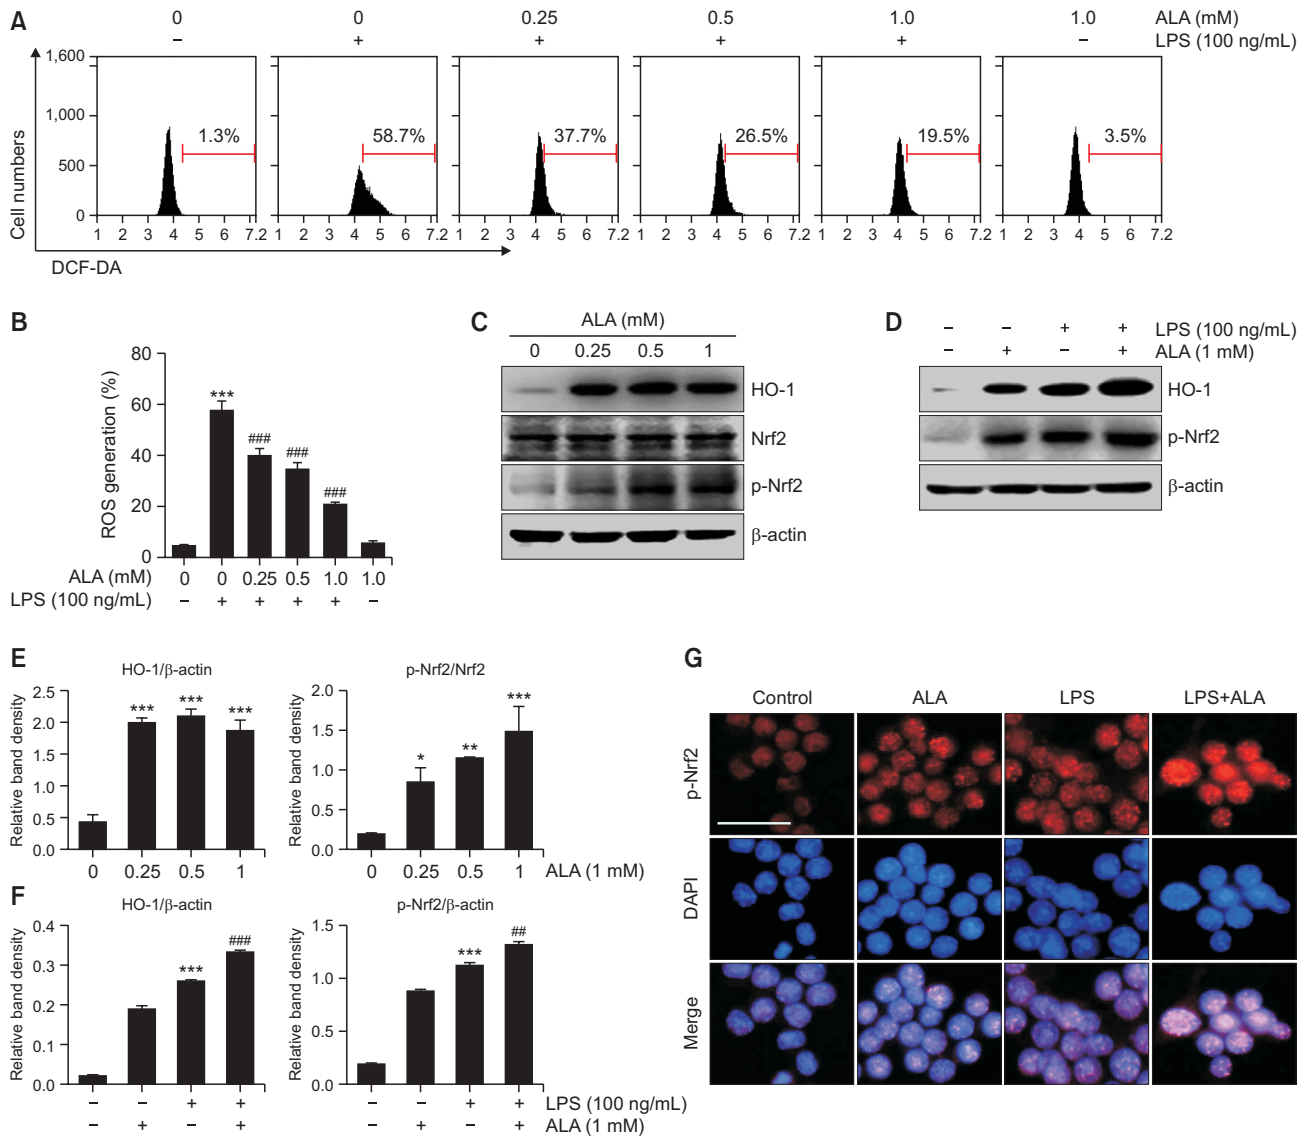 A
0 0 0.25 0.5 1.0 1.0 ALA (mM)
– + + + + – LPS (100 ng/mL)
Cell numbers
1,600
1,000
500
0
1.3% 58.7% 37.7% 26.5% 19.5% 3.5%
1 2 3 4 5 6 7.2 1 2 3 4 5 6 7.2 1 2 3 4 5 6 7.2 1 2 3 4 5 6 7.2 1 2 3 4 5 6 7.2 1 2 3 4 5 6 7.2
DCF-DA
B
ROS generation (%)
80
60
40
20
0
*** ### ### ###
ALA (mM) 0 0 0.25 0.5 1.0 1.0
LPS (100 ng/mL) – + + + + –
C
ALA (mM)
0 0.25 0.5 1
HO-1
Nrf2
p-Nrf2
β-actin
D
– – + + LPS (100 ng/mL)
– + – + ALA (1 mM)
HO-1
p-Nrf2
β-actin
E
HO-1/β-actin
Relative band density
2.5
2.0
1.5
1.0
0.5
0.0
*** *** ***
0 0.25 0.5 1
p-Nrf2/Nrf2
Relative band density
2.0
1.5
1.0
0.5
0.0
* ** ***
0 0.25 0.5 1 ALA (1 mM)
F
HO-1/β-actin
Relative band density
0.4
0.3
0.2
0.1
0.0
*** ###
– – + +
– + – +
p-Nrf2/β-actin
Relative band density
1.5
1.0
0.5
0.0
*** ##
– – + + LPS (100 ng/mL)
– + – + ALA (1 mM)
G
Control ALA LPS LPS+ALA
p-Nrf2
DAPI
Merge